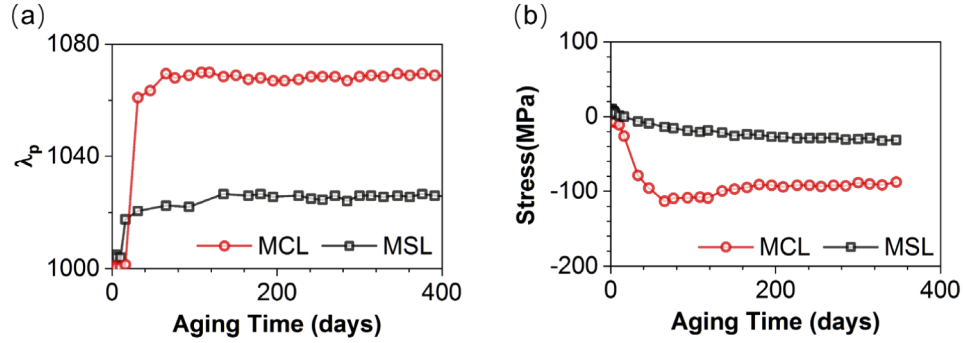 (a)
1080
1040
1000
λp
MCL
MSL
0
200
400
Aging Time (days)
(b)
100
0
-100
-200
Stress(MPa)
MCL
MSL
0
200
400
Aging Time (days)